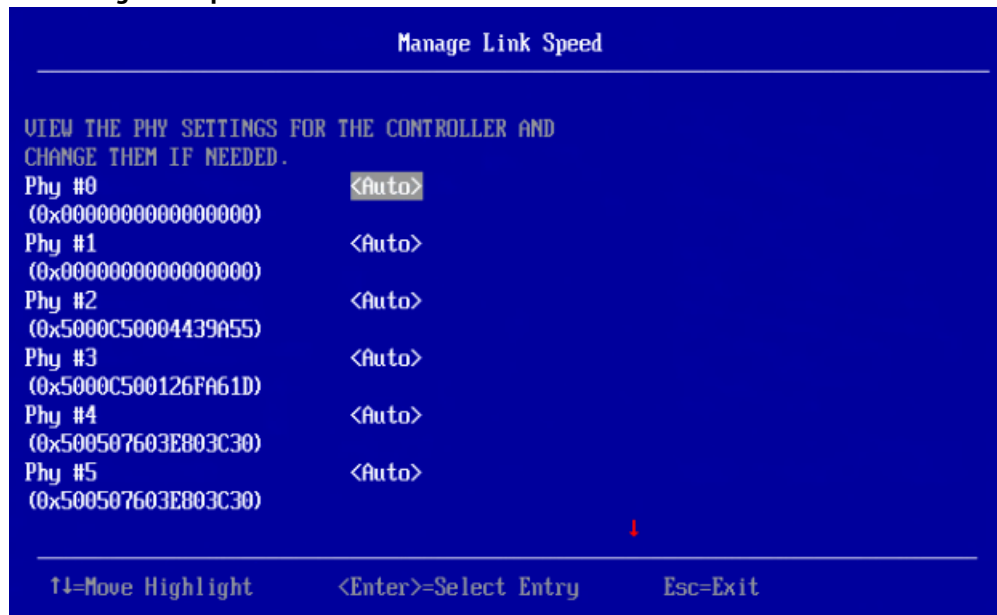 Manage Link Speed
VIEW THE PHY SETTINGS FOR THE CONTROLLER AND
CHANGE THEM IF NEEDED.
Phy #0 <Auto>
(0x0000000000000000)
Phy #1 <Auto>
(0x0000000000000000)
Phy #2 <Auto>
(0x5000C50004439A55)
Phy #3 <Auto>
(0x5000C500126FA61D)
Phy #4 <Auto>
(0x500507603E803C30)
Phy #5 <Auto>
(0x500507603E803C30)
↓
↑↓=Move Highlight <Enter>=Select Entry Esc=Exit